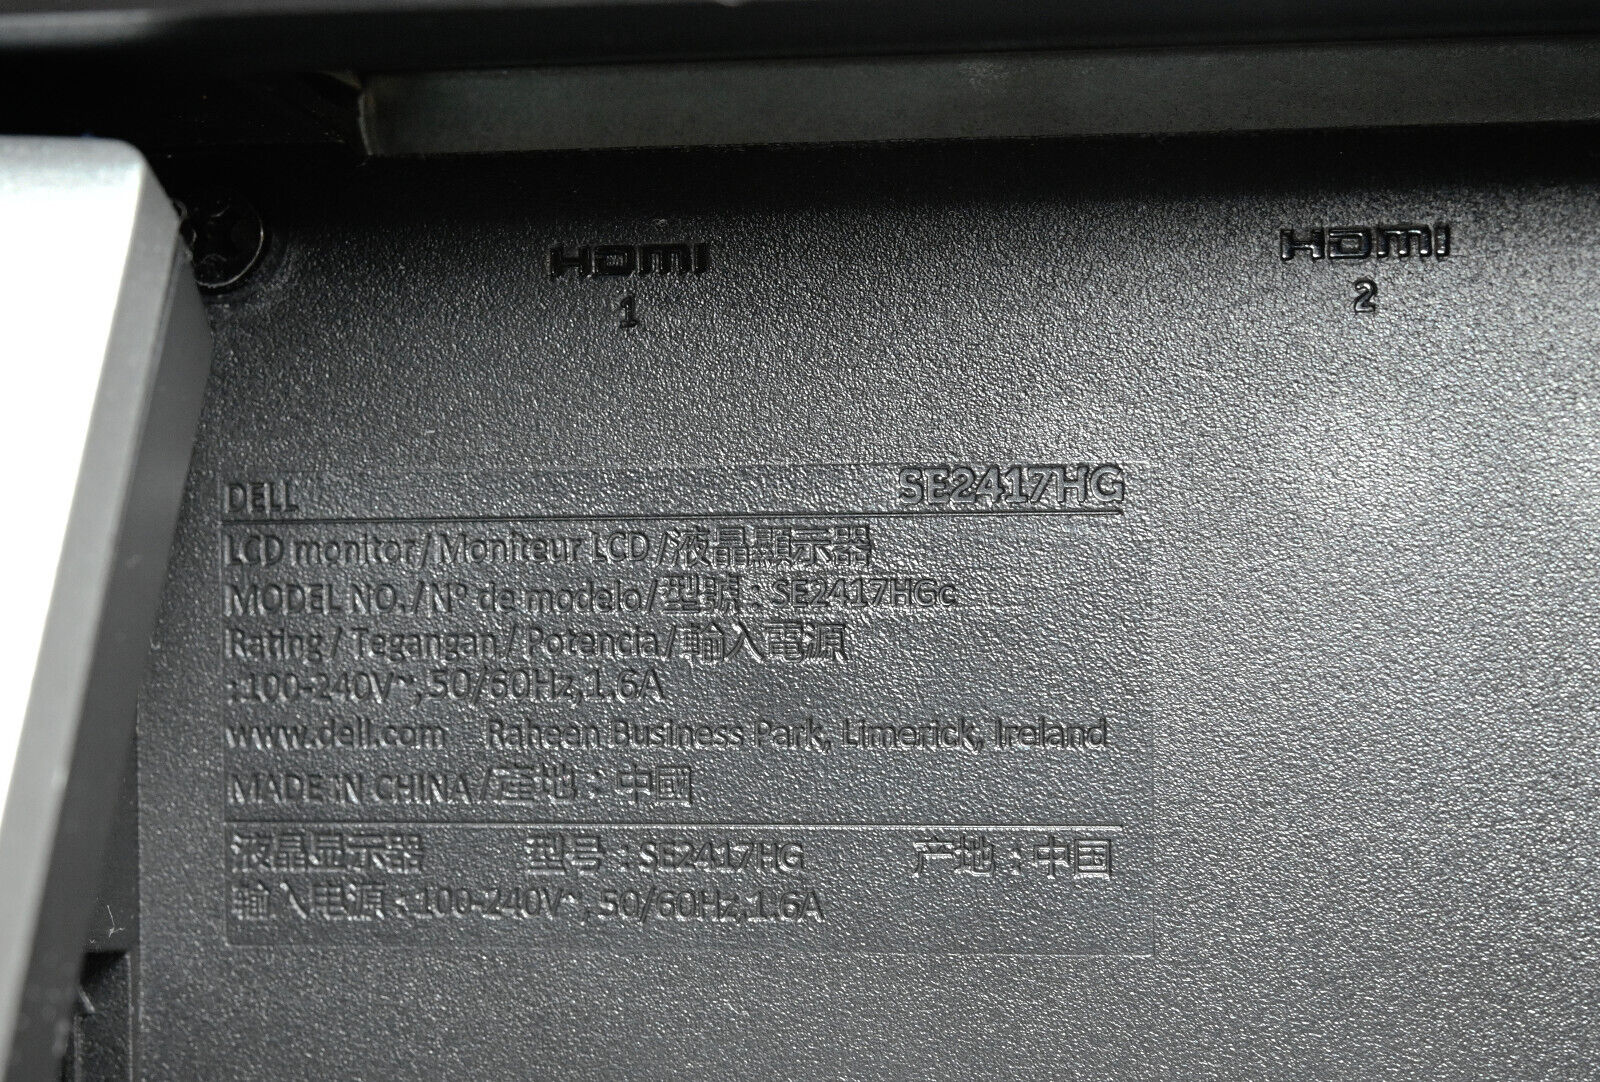 HDMI HDMI
1 2
DELL SE2417HG
LCD monitor/Moniteur LCD/液晶顯示器
MODEL NO./Nº de modelo/型號: SE2417HGc
Rating/Tegangan/Potencia/輸入電源
:100-240V~,50/60Hz,1.6A
www.dell.com Raheen Business Park, Limerick, Ireland
MADE IN CHINA/產地：中國
液晶显示器 型号：SE2417HG 产地：中国
输入电源：100-240V~,50/60Hz,1.6A